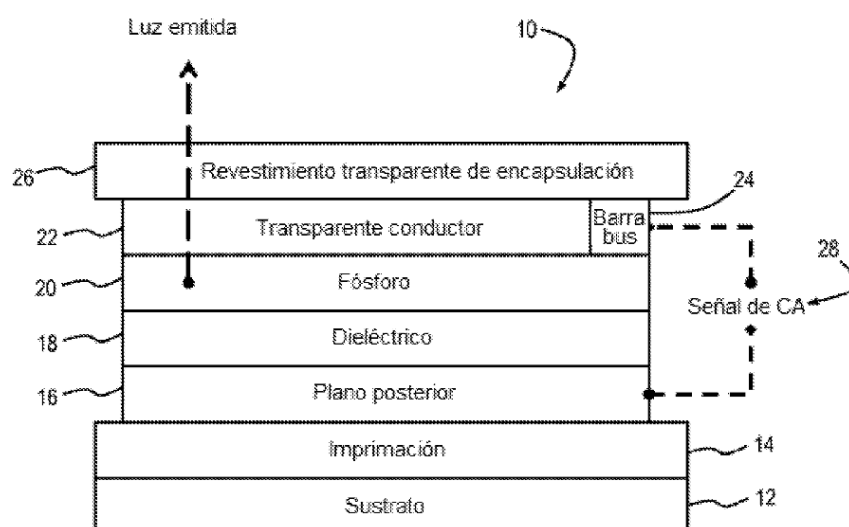 Luz emitida
10
26
Revestimiento transparente de encapsulación
24
22
Transparente conductor
Barra
bus
28
20
Fósforo
Señal de CA
18
Dieléctrico
16
Plano posterior
Imprimación
14
Sustrato
12